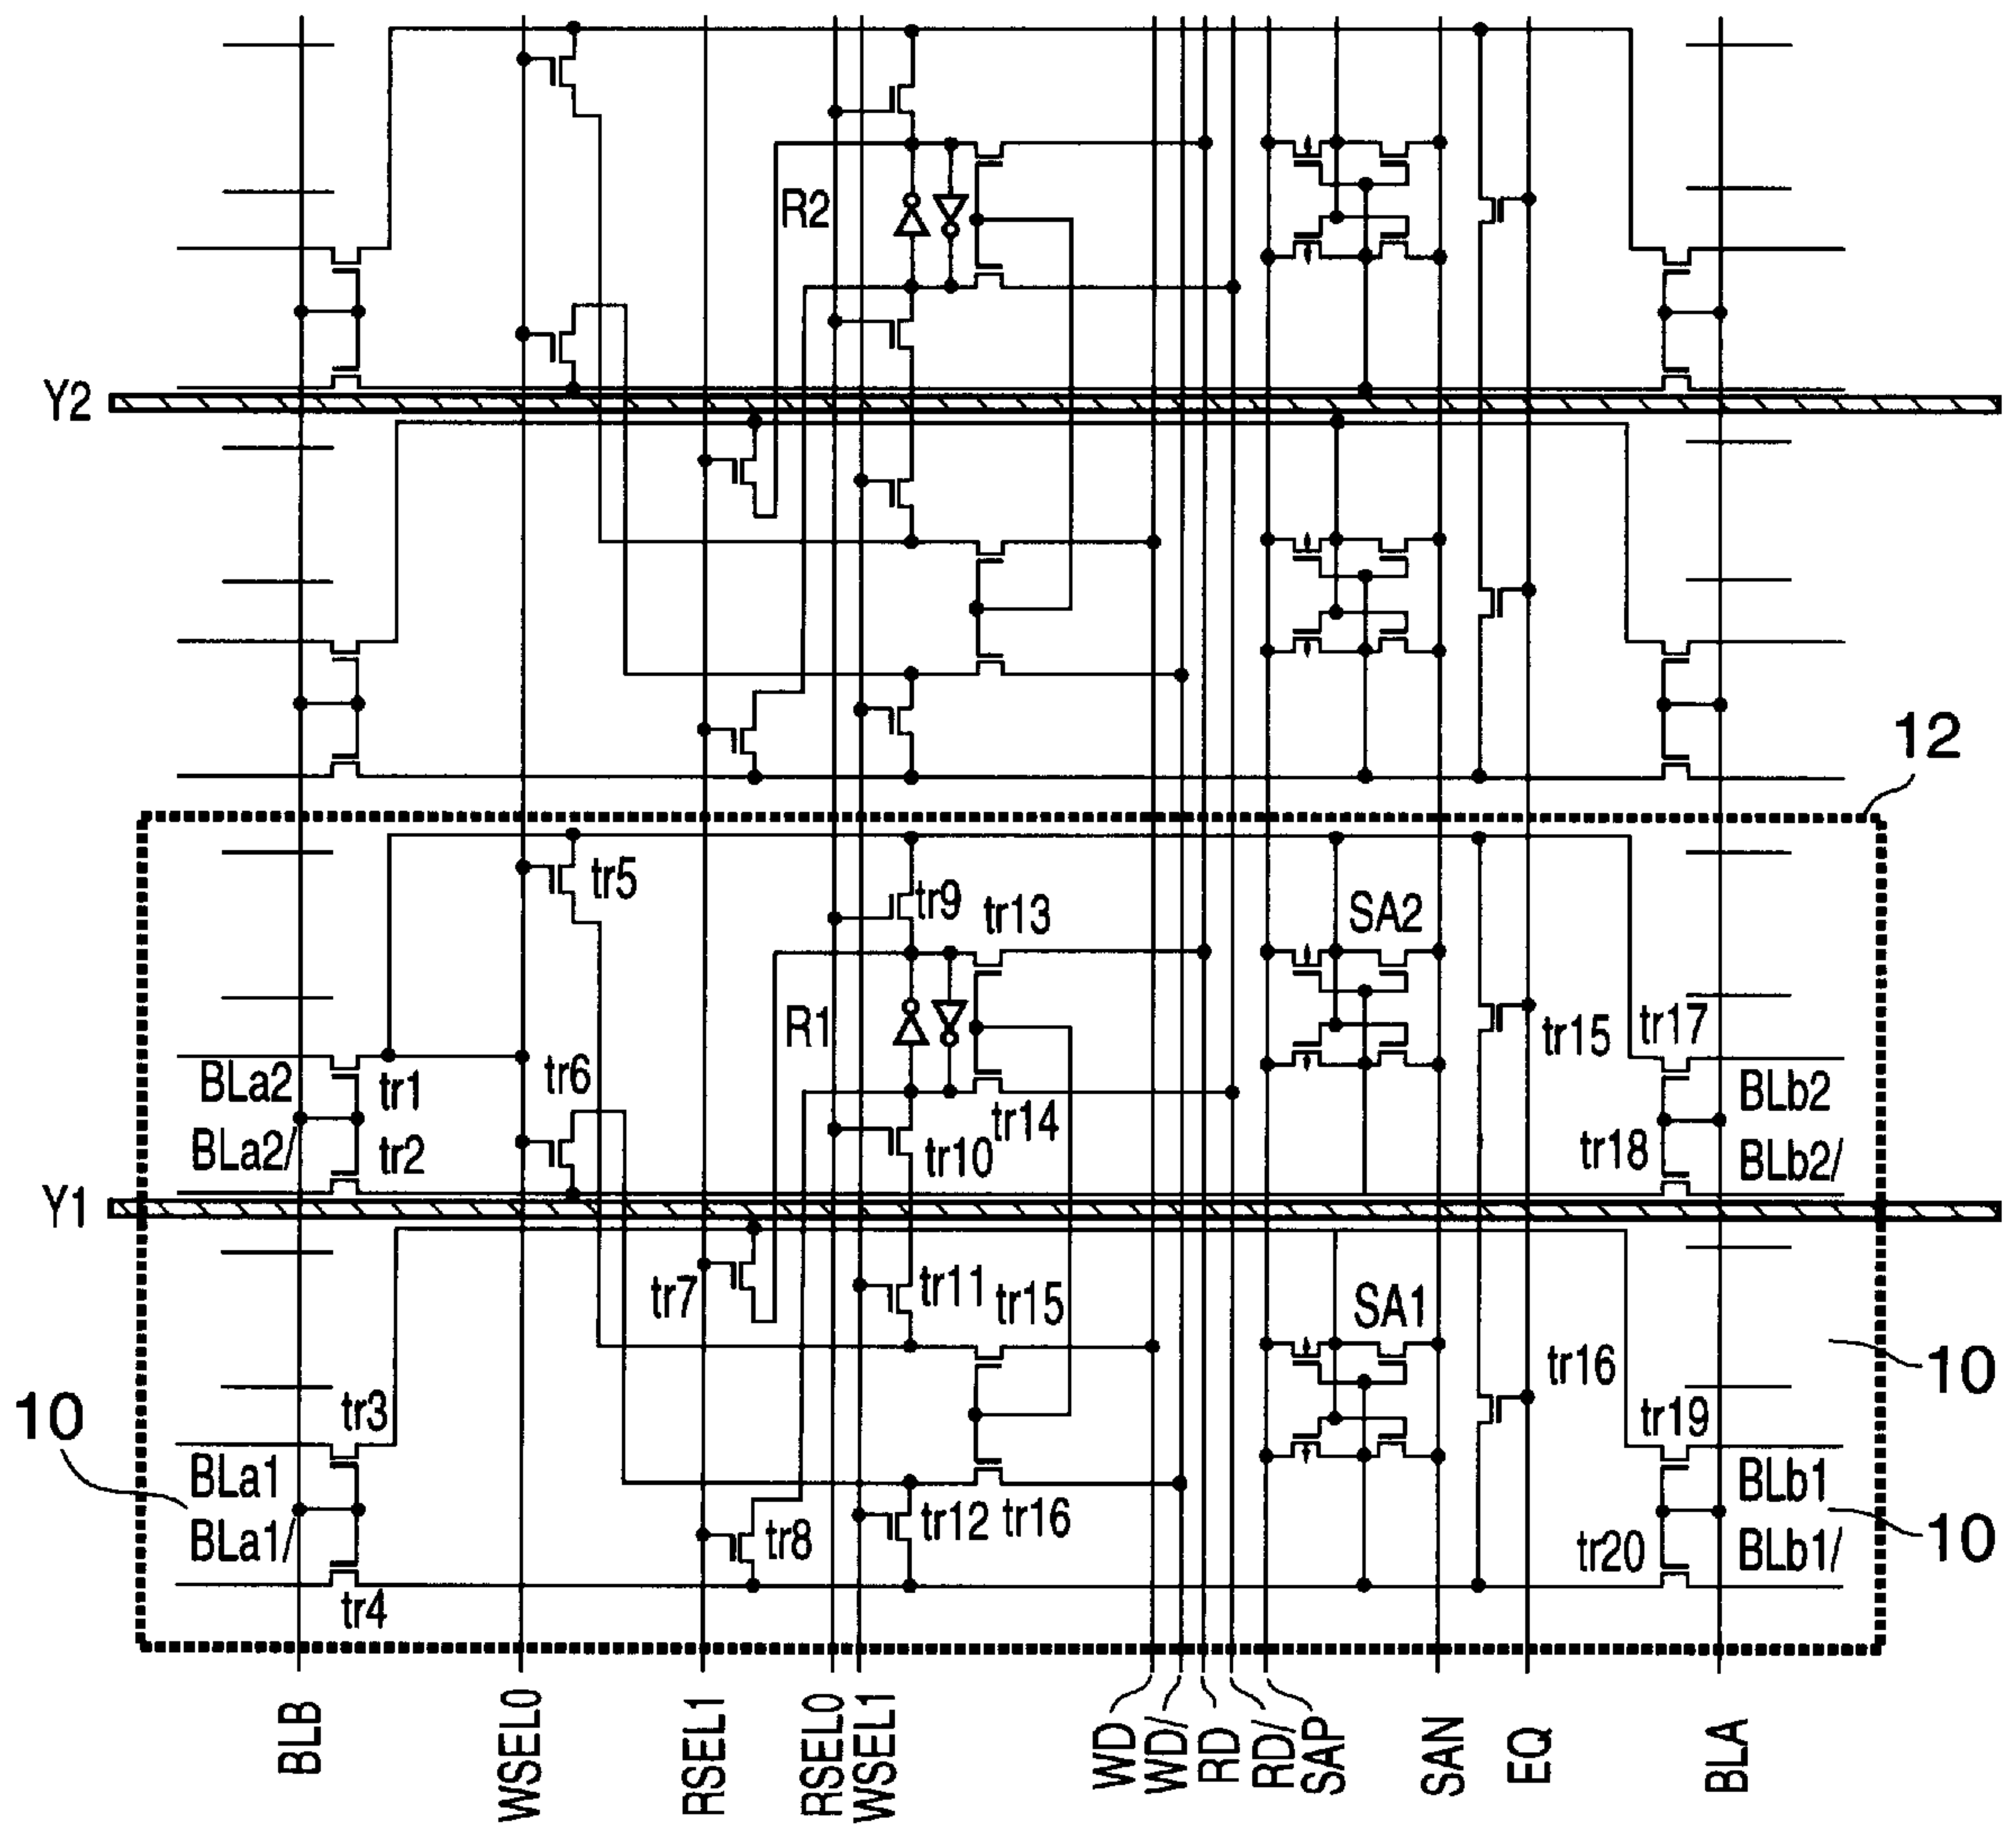 R2
Y2
12
tr5
tr9
tr13
SA2
R1
tr15
tr17
BLa2
tr1
tr6
tr14
BLb2
BLa2/
tr2
tr10
tr18
BLb2/
Y1
tr7
tr11
tr15
SA1
tr16
10
10
tr3
tr19
BLa1
BLb1
BLa1/
tr8
tr12
tr16
tr20
BLb1/
10
tr4
BLB
WSEL0
RSEL1
RSEL0
WSEL1
WD
WD/
RD
RD/
SAP
SAN
EQ
BLA